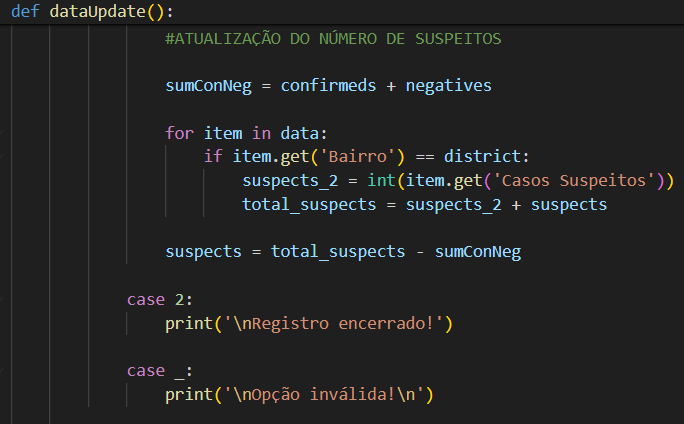 def dataUpdate():
#ATUALIZAÇÃO DO NÚMERO DE SUSPEITOS
sumConNeg = confirmeds + negatives
for item in data:
if item.get('Bairro') == district:
suspects_2 = int(item.get('Casos Suspeitos'))
total_suspects = suspects_2 + suspects
suspects = total_suspects - sumConNeg
case 2:
print('\nRegistro encerrado!')
case _:
print('\nOpção inválida!\n')